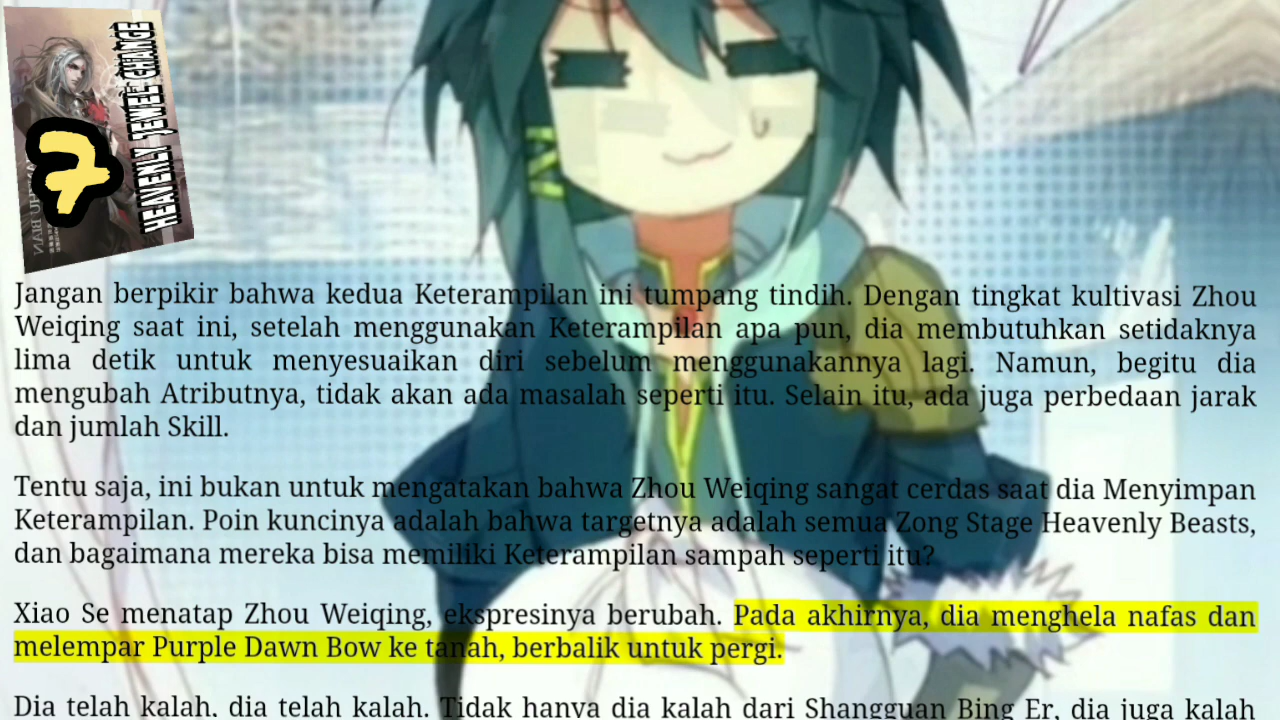 HEAVENLY JEWEL CHANGE
7
Jangan berpikir bahwa kedua Keterampilan ini tumpang tindih. Dengan tingkat kultivasi Zhou
Weiqing saat ini, setelah menggunakan Keterampilan apa pun, dia membutuhkan setidaknya
lima detik untuk menyesuaikan diri sebelum menggunakannya lagi. Namun, begitu dia
mengubah Atributnya, tidak akan ada masalah seperti itu. Selain itu, ada juga perbedaan jarak
dan jumlah Skill.
Tentu saja, ini bukan untuk mengatakan bahwa Zhou Weiqing sangat cerdas saat dia Menyimpan
Keterampilan. Poin kuncinya adalah bahwa targetnya adalah semua Zong Stage Heavenly Beasts,
dan bagaimana mereka bisa memiliki Keterampilan sampah seperti itu?
Xiao Se menatap Zhou Weiqing, ekspresinya berubah. Pada akhirnya, dia menghela nafas dan
melempar Purple Dawn Bow ke tanah, berbalik untuk pergi.
Dia telah kalah, dia telah kalah. Tidak hanya dia kalah dari Shangguan Bing Er, dia juga kalah